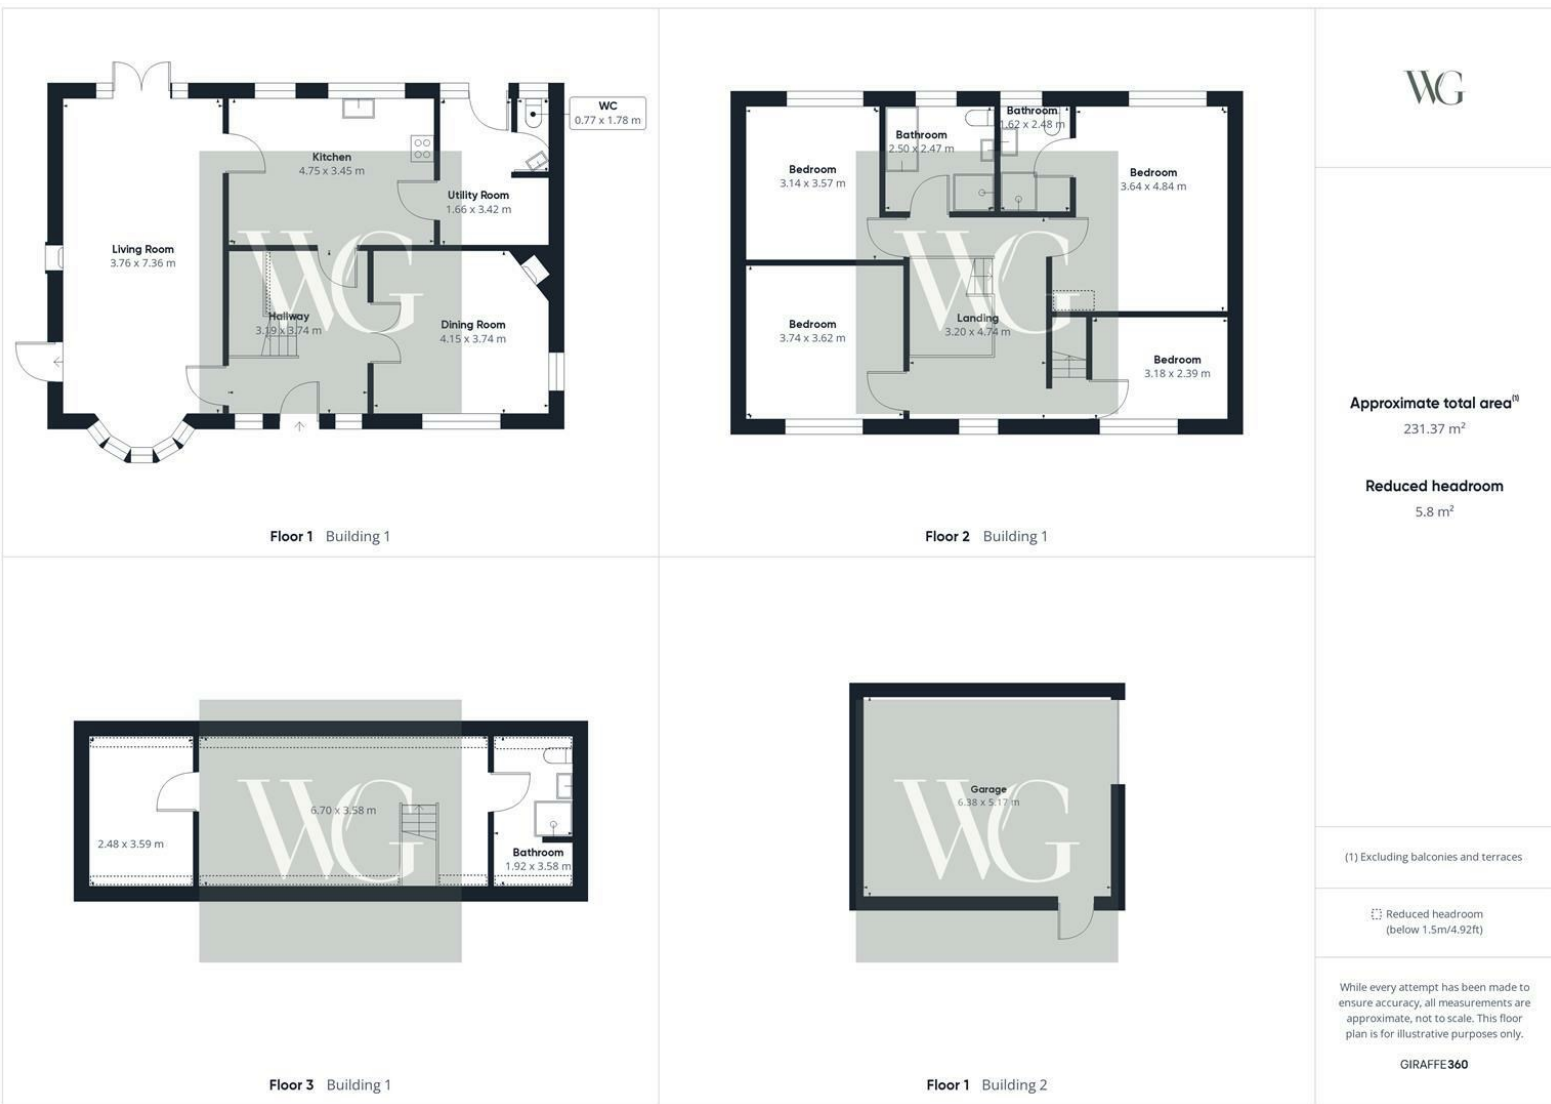 WC
0.77 x 1.78 m
Kitchen
4.75 x 3.45 m
Utility Room
1.66 x 3.42 m
Living Room
3.76 x 7.36 m
Hallway
3.19 x 3.74 m
Dining Room
4.15 x 3.74 m
WG
Floor 1 Building 1
Bathroom
1.62 x 2.48 m
Bathroom
2.50 x 2.47 m
Bedroom
3.14 x 3.57 m
Bedroom
3.64 x 4.84 m
Landing
3.20 x 4.74 m
Bedroom
3.74 x 3.62 m
Bedroom
3.18 x 2.39 m
WG
Floor 2 Building 1
6.70 x 3.58 m
2.48 x 3.59 m
Bathroom
1.92 x 3.58 m
WG
Floor 3 Building 1
Garage
6.38 x 5.17 m
WG
Floor 1 Building 2
WG
Approximate total area(1)
231.37 m²
Reduced headroom
5.8 m²
(1) Excluding balconies and terraces
Reduced headroom
(below 1.5m/4.92ft)
While every attempt has been made to
ensure accuracy, all measurements are
approximate, not to scale. This floor
plan is for illustrative purposes only.
GIRAFFE360